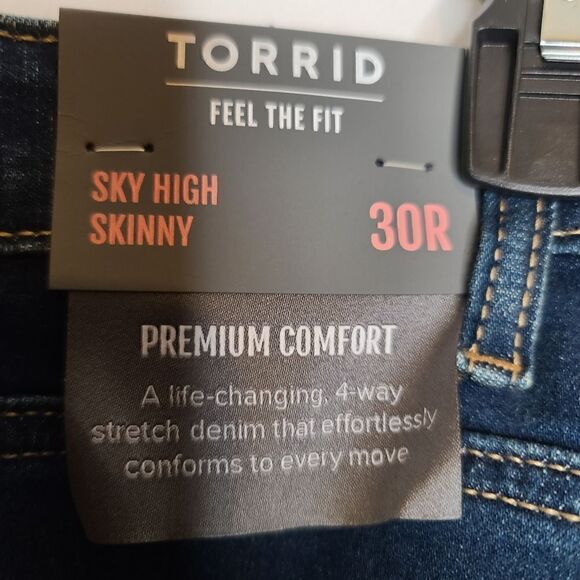 TORRID
FEEL THE FIT
SKY HIGH
SKINNY
30R
PREMIUM COMFORT
A life-changing, 4-way
stretch denim that effortlessly
conforms to every move